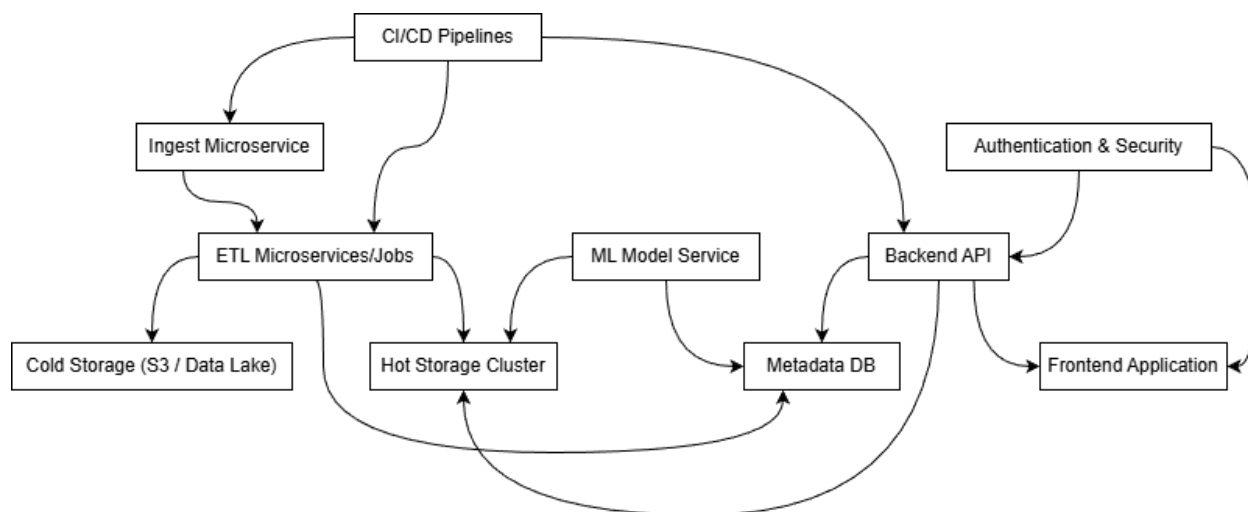 CI/CD Pipelines
Ingest Microservice
Authentication & Security
ETL Microservices/Jobs
ML Model Service
Backend API
Cold Storage (S3 / Data Lake)
Hot Storage Cluster
Metadata DB
Frontend Application